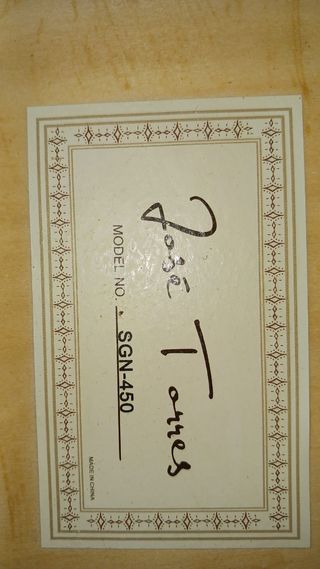 José Torres
MODEL NO. SGN-450
MADE IN CHINA